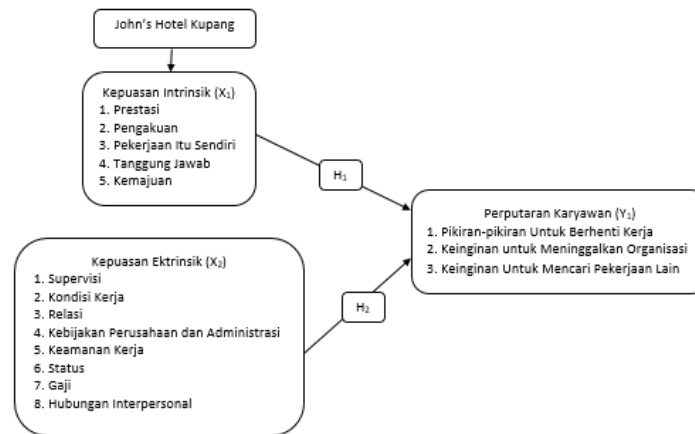 John's Hotel Kupang
Kepuasan Intrinsik (X₁)
1. Prestasi
2. Pengakuan
3. Pekerjaan Itu Sendiri
4. Tanggung Jawab
5. Kemajuan
H₁
Perputaran Karyawan (Y₁)
1. Pikiran-pikiran Untuk Berhenti Kerja
2. Keinginan untuk Meninggalkan Organisasi
3. Keinginan Untuk Mencari Pekerjaan Lain
Kepuasan Ektrinsik (X₂)
1. Supervisi
2. Kondisi Kerja
3. Relasi
4. Kebijakan Perusahaan dan Administrasi
5. Keamanan Kerja
6. Status
7. Gaji
8. Hubungan Interpersonal
H₂